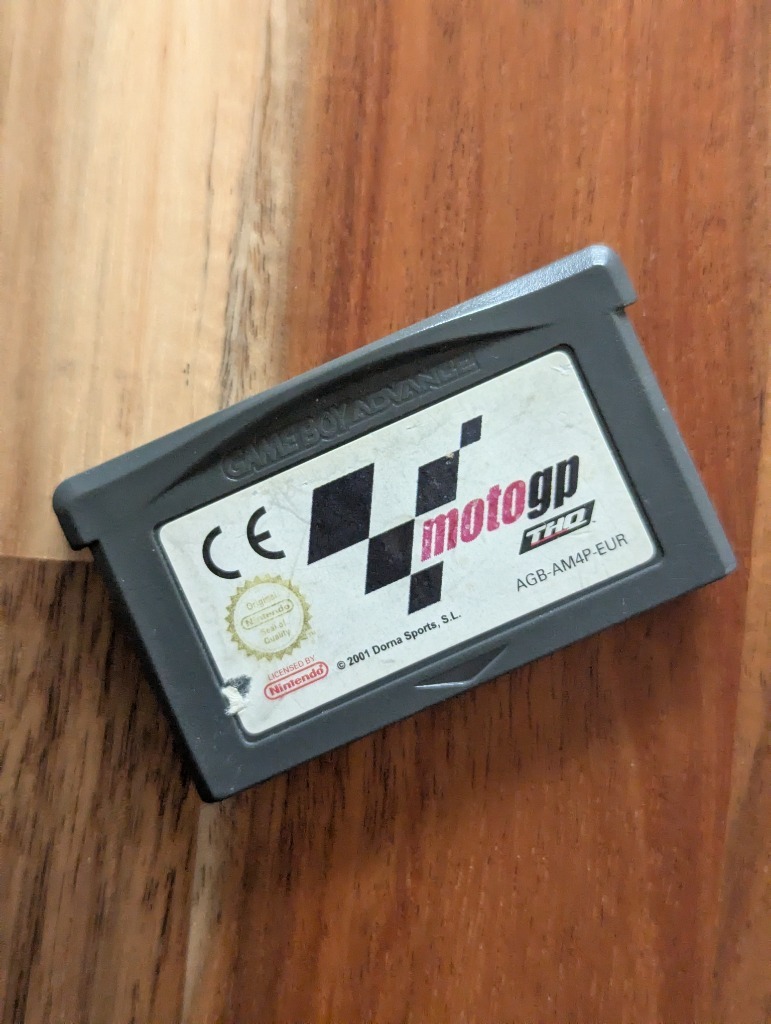 GAME BOY ADVANCE
CE
motogp
THQ™
AGB-AM4P-EUR
Original
Nintendo
Seal of
Quality
LICENSED BY
Nintendo
© 2001 Dorna Sports, S.L.